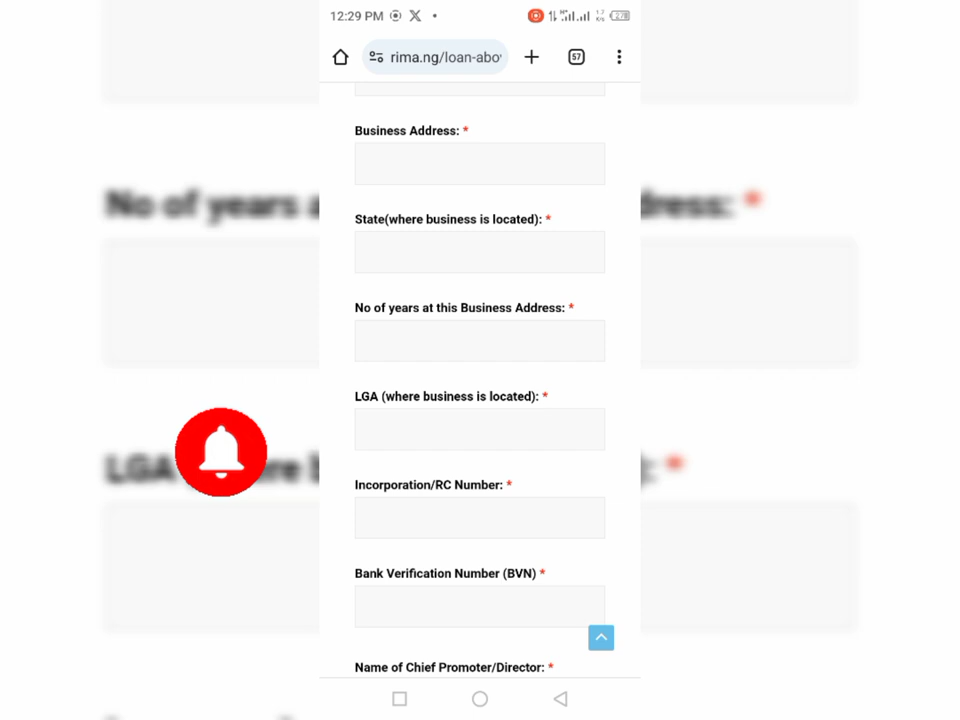 12:29 PM
rima.ng/loan-abo
57
Business Address: *
State(where business is located): *
No of years at this Business Address: *
LGA (where business is located): *
Incorporation/RC Number: *
Bank Verification Number (BVN) *
Name of Chief Promoter/Director: *